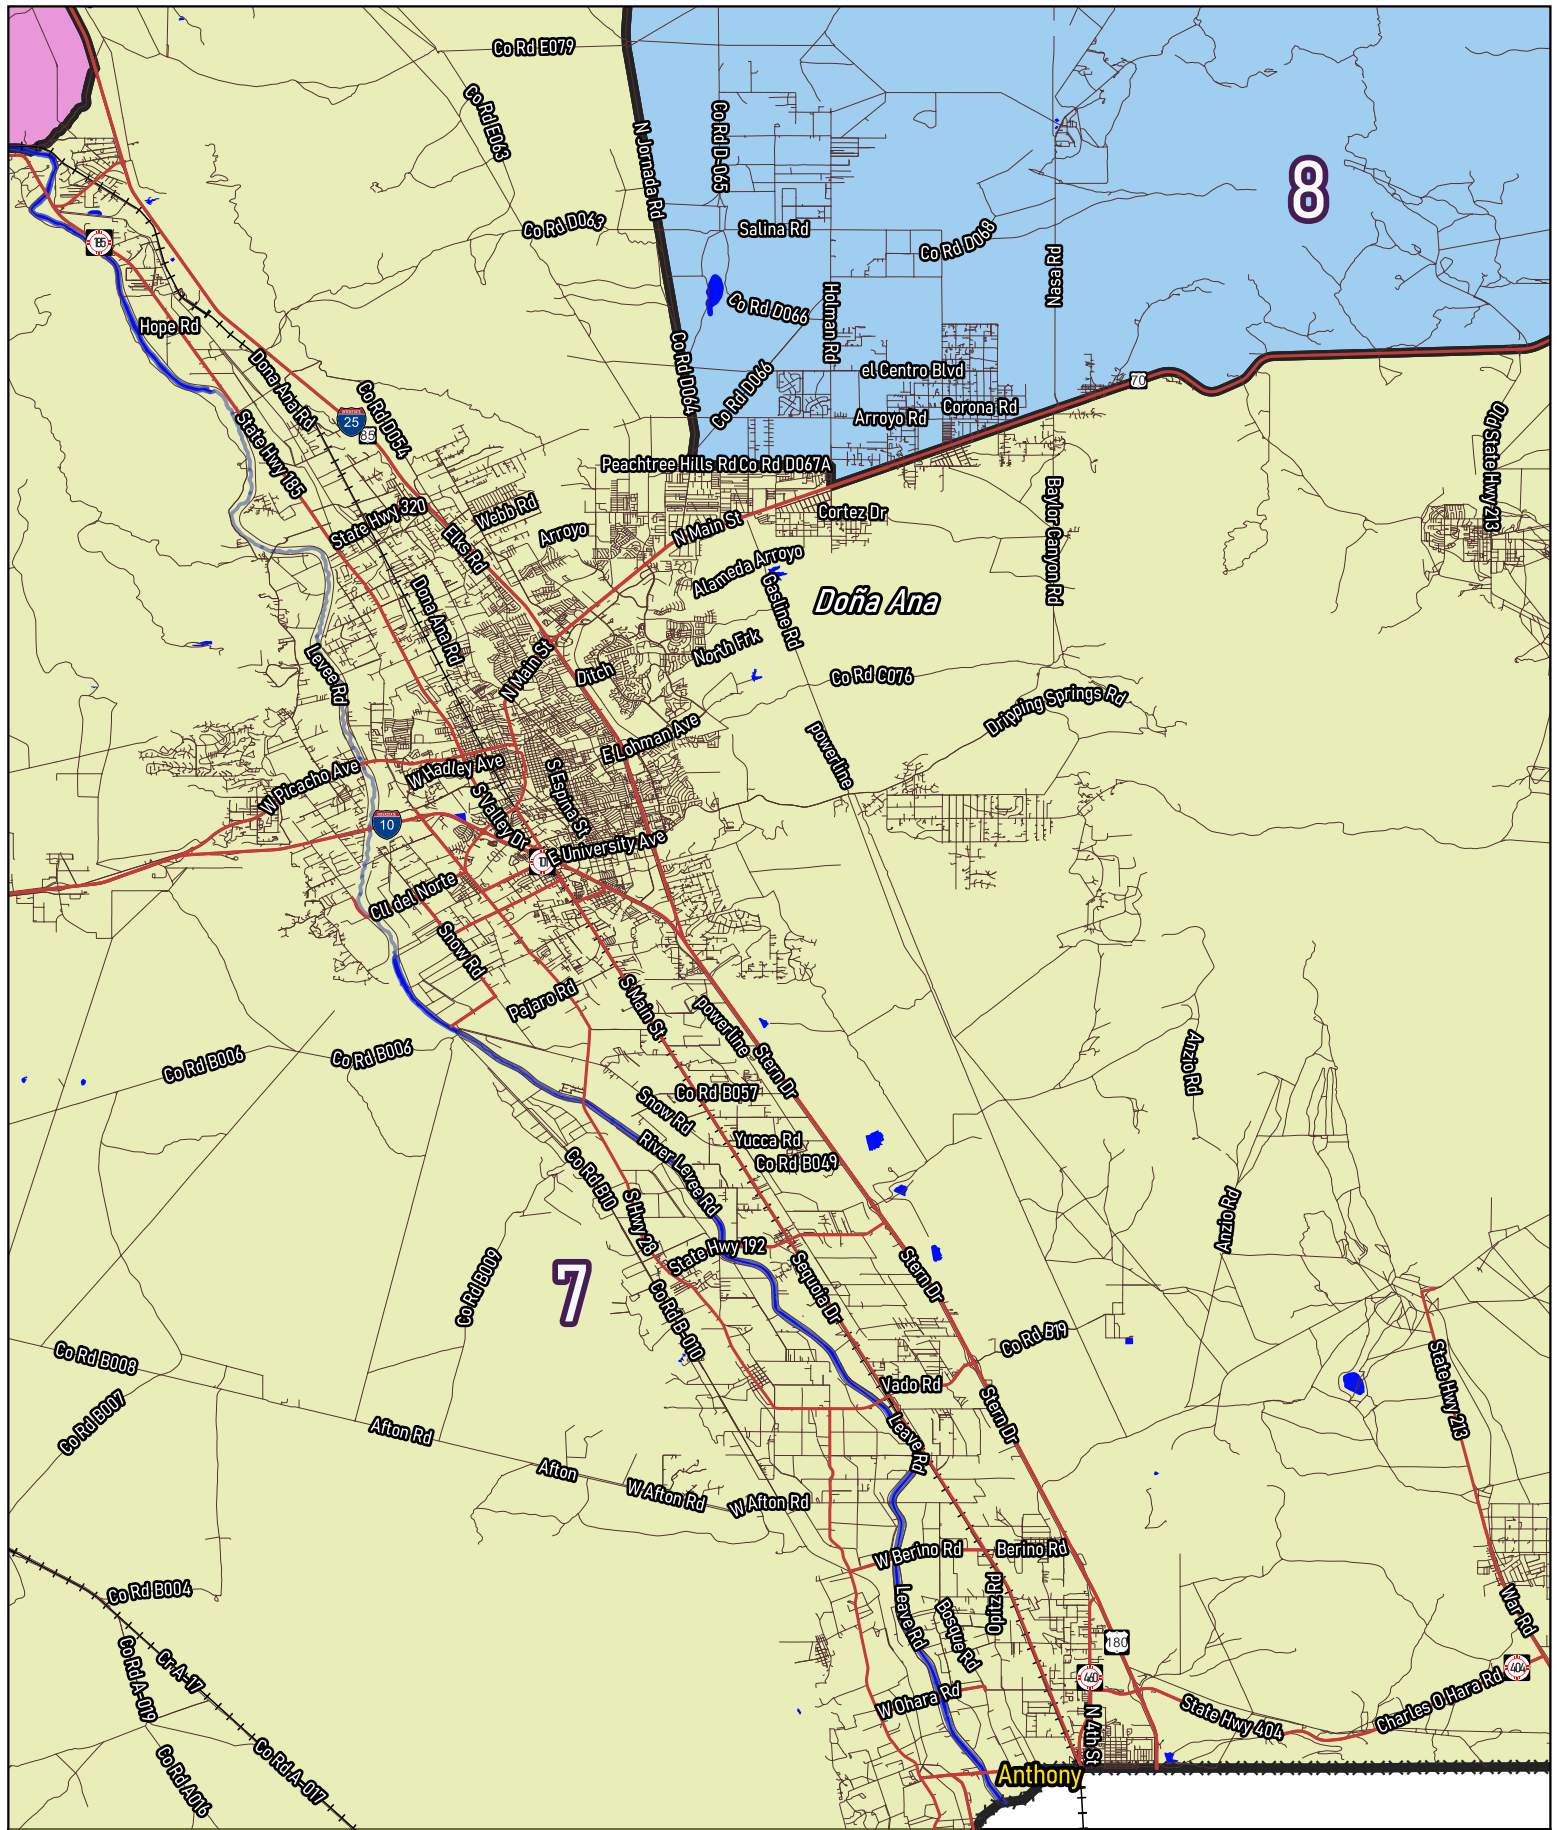 Co Rd E079
Co Rd E063
N Jornada Rd
Co Rd D-065
8
Co Rd D063
Salina Rd
Co Rd D068
185
Nasa Rd
Co Rd D066
Holman Rd
Hope Rd
Dona Ana Rd
Co Rd D064
el Centro Blvd
70
Co Rd D066
Corona Rd
Arroyo Rd
INTERSTATE
25
85
Co Rd D054
State Hwy 185
Old State Hwy 213
Peachtree Hills Rd
Co Rd D067A
State Hwy 320
Webb Rd
Elks Rd
Arroyo
N Main St
Cortez Dr
Baylor Canyon Rd
Alameda Arroyo
Gasline Rd
Doña Ana
Dona Ana Rd
North Frk
Levee Rd
N Main St
Ditch
Co Rd C076
Dripping Springs Rd
powerline
E Lohman Ave
W Picacho Ave
W Hadley Ave
S Espina St
S Valley Dr
INTERSTATE
10
E University Ave
Cll del Norte
Snow Rd
Pajaro Rd
S Main St
powerline
Stern Dr
Co Rd B006
Co Rd B006
Anzio Rd
Co Rd B057
Snow Rd
Yucca Rd
Co Rd B049
River Levee Rd
Co Rd B10
S Hwy 28
State Hwy 192
Anzio Rd
Stern Dr
Sequoia Dr
7
Co Rd B009
Co Rd B-010
Co Rd B19
Co Rd B008
Vado Rd
State Hwy 213
Co Rd B007
Stern Dr
Leave Rd
Afton Rd
Afton
W Afton Rd
W Afton Rd
W Berino Rd
Berino Rd
Co Rd B004
Opitz Rd
Leave Rd
Bosque Rd
War Rd
180
Co Rd A-019
Cr A-17
460
404
W Ohara Rd
N 4th St
State Hwy 404
Charles O Hara Rd
Co Rd A016
Co Rd A-017
Anthony